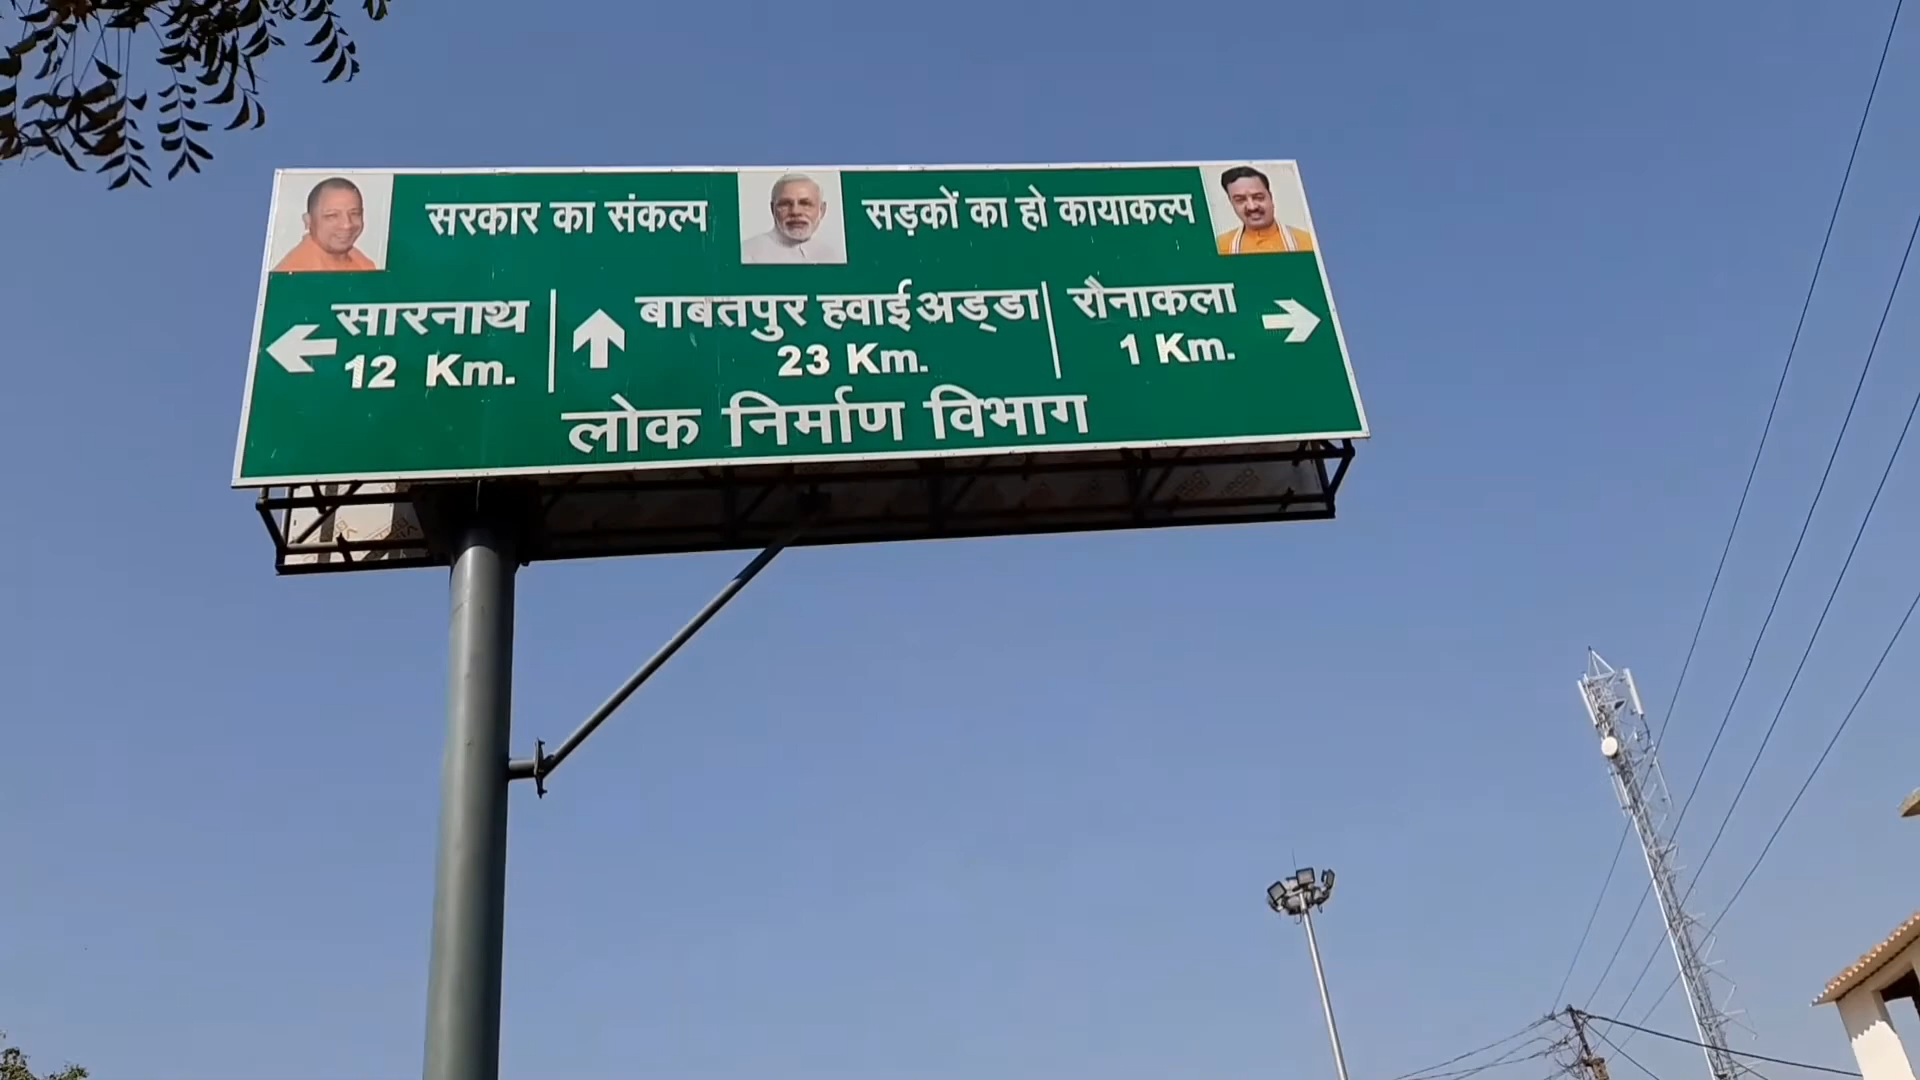 सरकार का संकल्प सड़कों का हो कायाकल्प
सारनाथ बाबतपुर हवाई अड्डा रौनाकला
12 Km. 23 Km. 1 Km.
लोक निर्माण विभाग